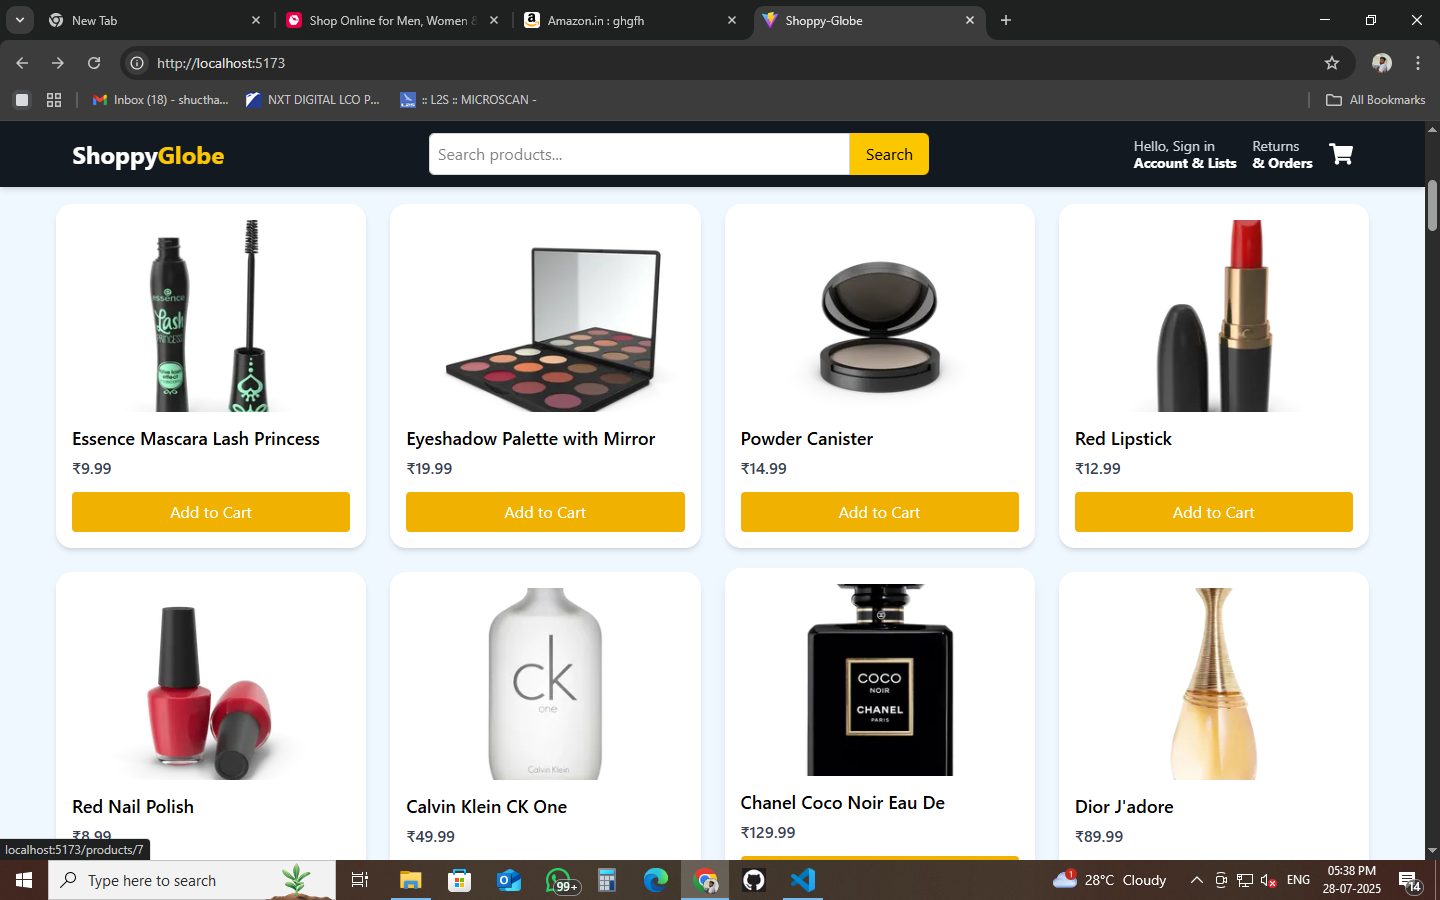 New Tab
Shop Online for Men, Women &
Amazon.in : ghgfh
Shoppy-Globe
http://localhost:5173
Inbox (18) - shuctha...
NXT DIGITAL LCO P...
:: L2S :: MICROSCAN -
All Bookmarks
ShoppyGlobe
Search products...
Search
Hello, Sign in
Account & Lists
Returns
& Orders
essence
Lash
PRINCESS
Essence Mascara Lash Princess
₹9.99
Add to Cart
Eyeshadow Palette with Mirror
₹19.99
Add to Cart
Powder Canister
₹14.99
Add to Cart
Red Lipstick
₹12.99
Add to Cart
Red Nail Polish
₹8.99
ck
one
Calvin Klein
Calvin Klein CK One
₹49.99
COCO
NOIR
CHANEL
PARIS
Chanel Coco Noir Eau De
₹129.99
Dior J'adore
₹89.99
localhost:5173/products/7
Type here to search
99+
1
28°C Cloudy
ENG
05:38 PM
28-07-2025
14